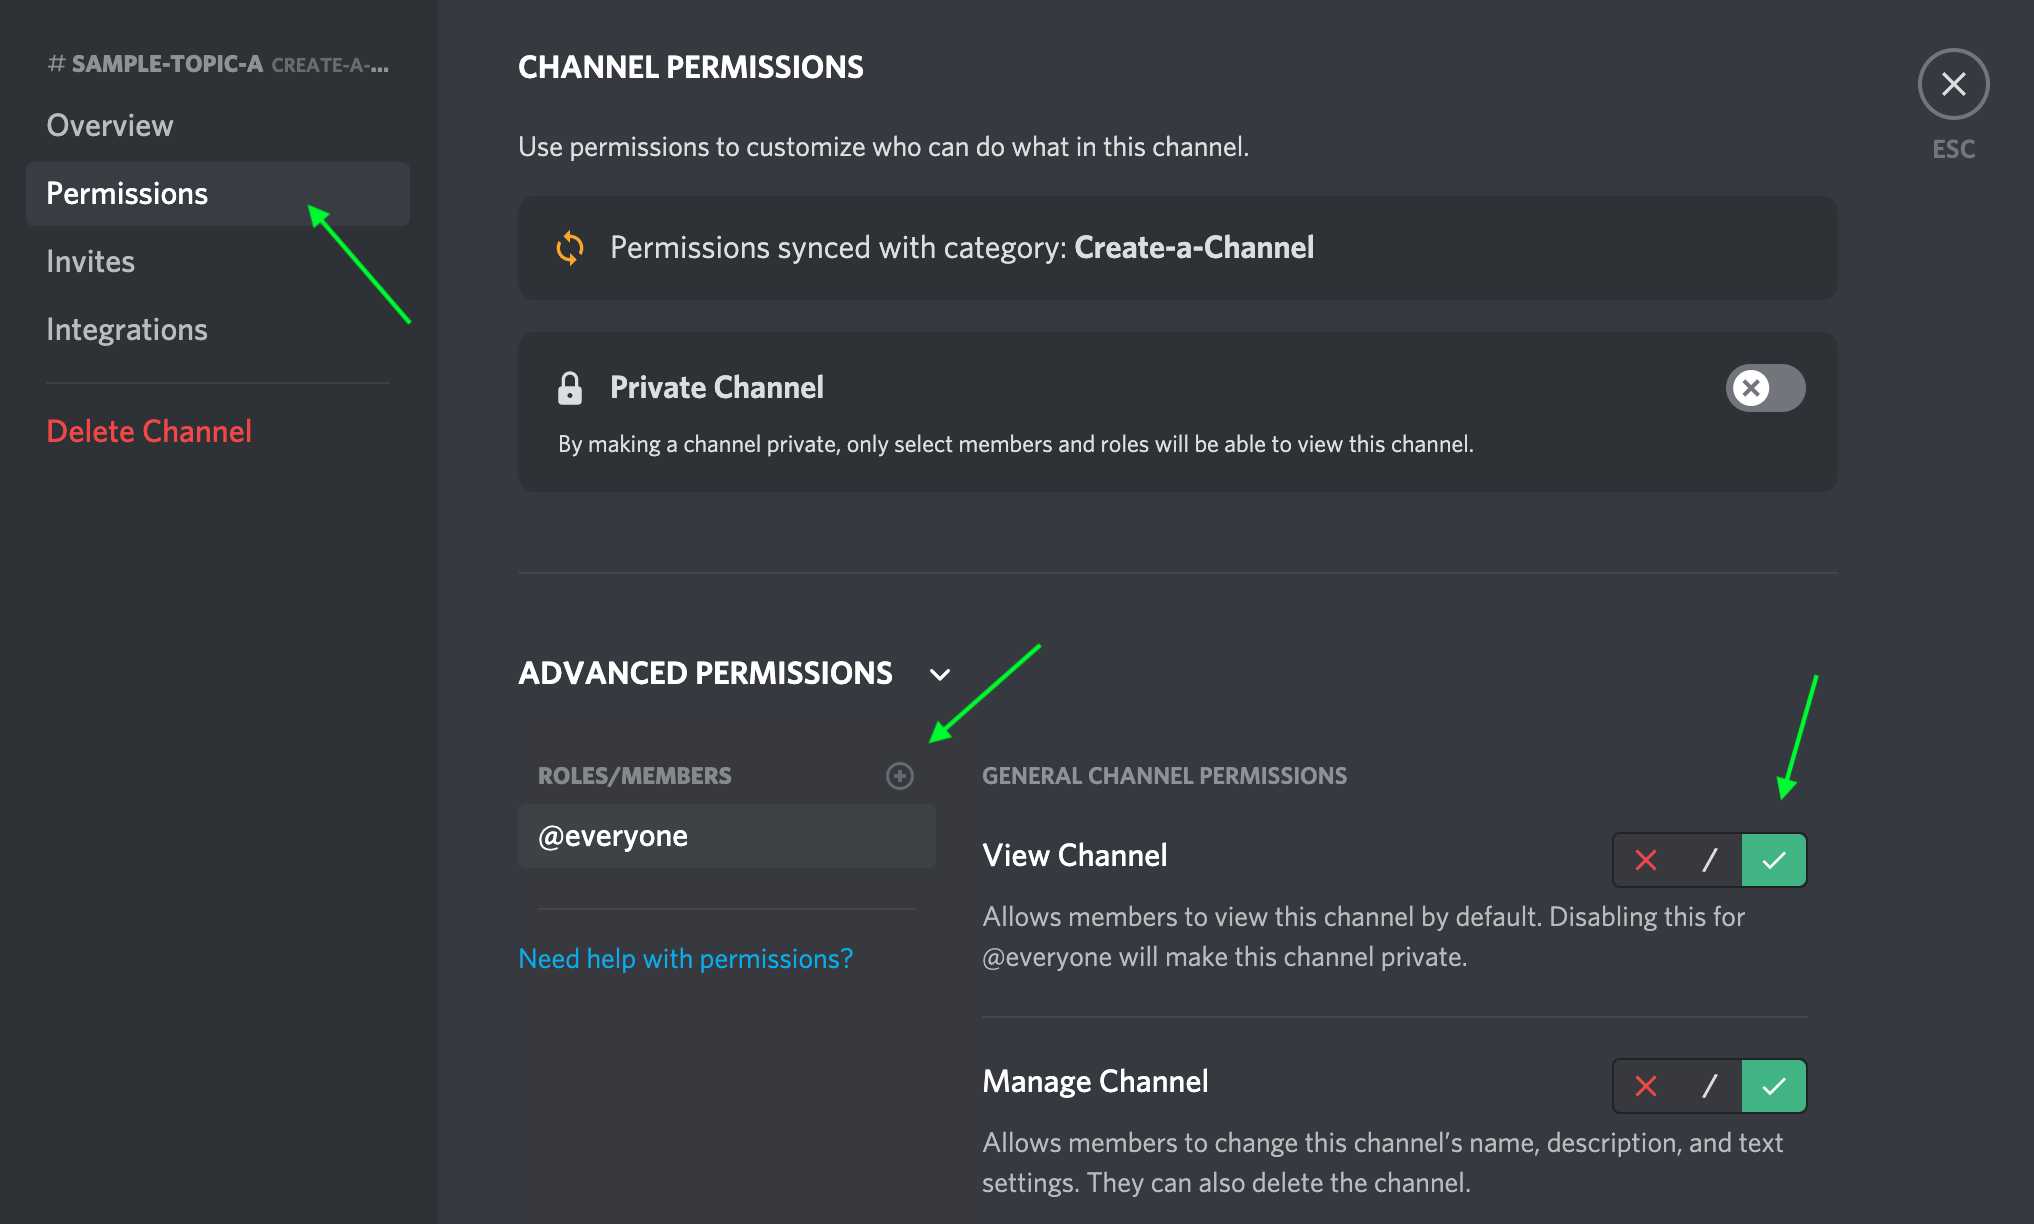 # SAMPLE-TOPIC-A CREATE-A-...
Overview
Permissions
Invites
Integrations
Delete Channel
CHANNEL PERMISSIONS
Use permissions to customize who can do what in this channel.
Permissions synced with category: Create-a-Channel
Private Channel
By making a channel private, only select members and roles will be able to view this channel.
ESC
ADVANCED PERMISSIONS
ROLES/MEMBERS
@everyone
Need help with permissions?
GENERAL CHANNEL PERMISSIONS
View Channel
/
Allows members to view this channel by default. Disabling this for
@everyone will make this channel private.
Manage Channel
/
Allows members to change this channel’s name, description, and text
settings. They can also delete the channel.